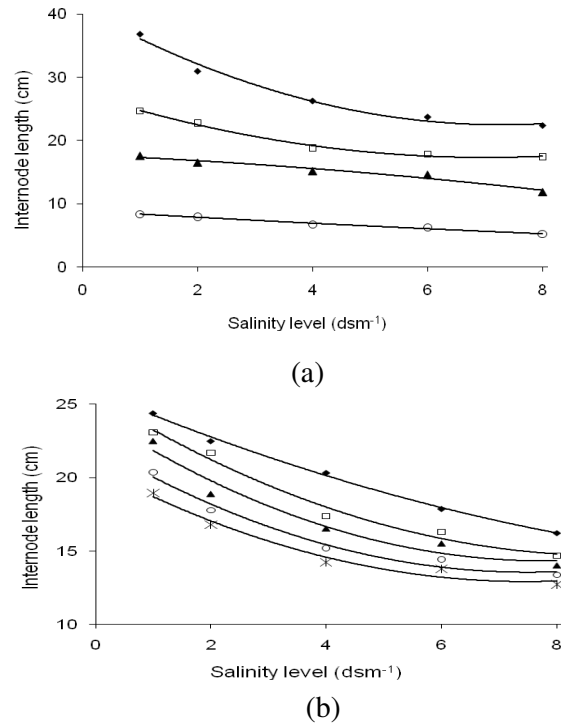 40
30
20
10
0
Internode length (cm)
0 2 4 6 8
Salinity level (dsm⁻¹)
(a)
25
20
15
10
Internode length (cm)
0 2 4 6 8
Salinity level (dsm⁻¹)
(b)